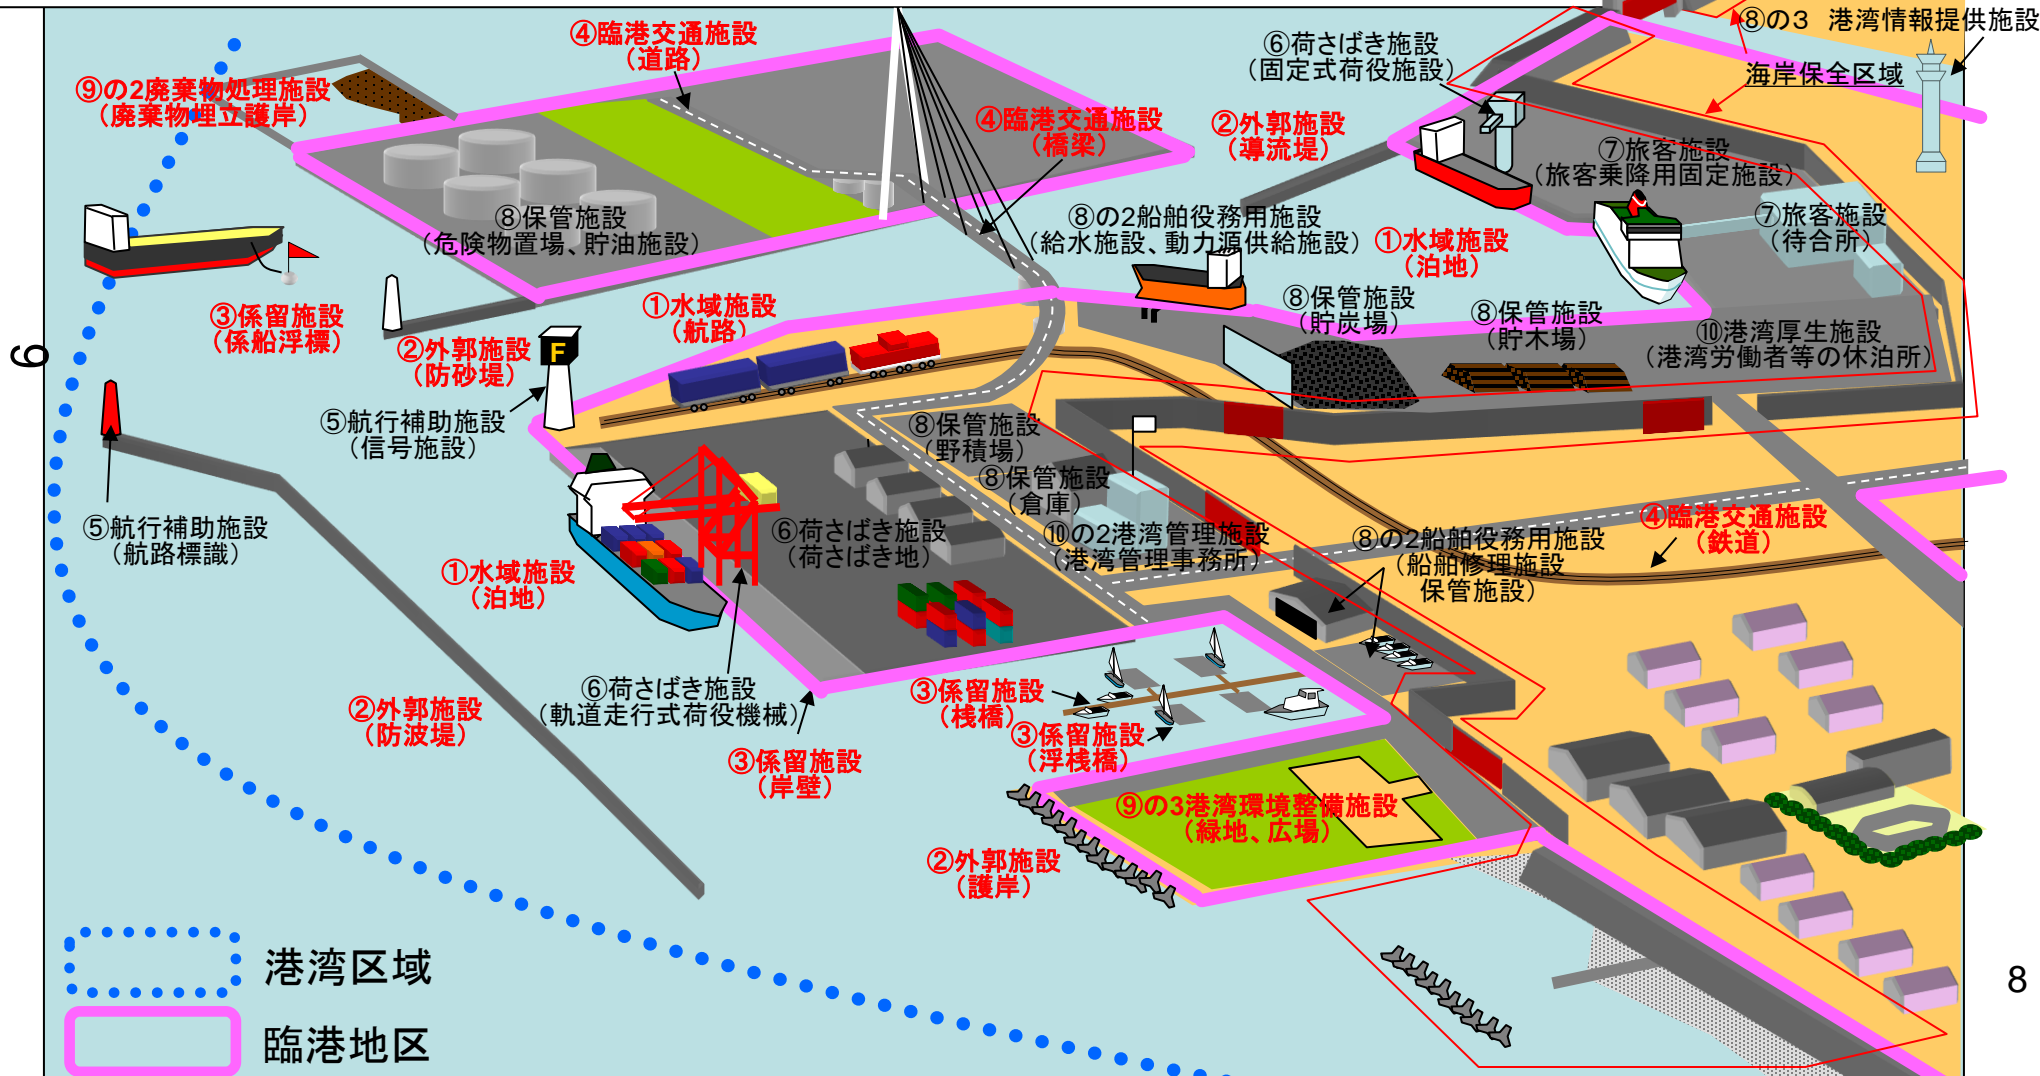 ⑧の3 港湾情報提供施設
④臨港交通施設
（道路）
⑥荷さばき施設
（固定式荷役施設）
海岸保全区域
⑨の2廃棄物処理施設
（廃棄物埋立護岸）
④臨港交通施設
（橋梁）
②外郭施設
（導流堤）
⑦旅客施設
（旅客乗降用固定施設）
⑧保管施設
（危険物置場、貯油施設）
⑧の2船舶役務用施設
（給水施設、動力源供給施設）
①水域施設
（泊地）
⑦旅客施設
（待合所）
③係留施設
（係船浮標）
①水域施設
（航路）
⑧保管施設
（貯炭場）
⑧保管施設
（貯木場）
⑩港湾厚生施設
（港湾労働者等の休泊所）
6
②外郭施設
（防砂堤）
F
⑤航行補助施設
（信号施設）
⑧保管施設
（野積場）
⑧保管施設
（倉庫）
⑤航行補助施設
（航路標識）
⑥荷さばき施設
（荷さばき地）
⑩の2港湾管理施設
（港湾管理事務所）
⑧の2船舶役務用施設
（船舶修理施設
保管施設）
④臨港交通施設
（鉄道）
①水域施設
（泊地）
②外郭施設
（防波堤）
⑥荷さばき施設
（軌道走行式荷役機械）
③係留施設
（桟橋）
③係留施設
（浮桟橋）
③係留施設
（岸壁）
⑨の3港湾環境整備施設
（緑地、広場）
②外郭施設
（護岸）
港湾区域
臨港地区
8